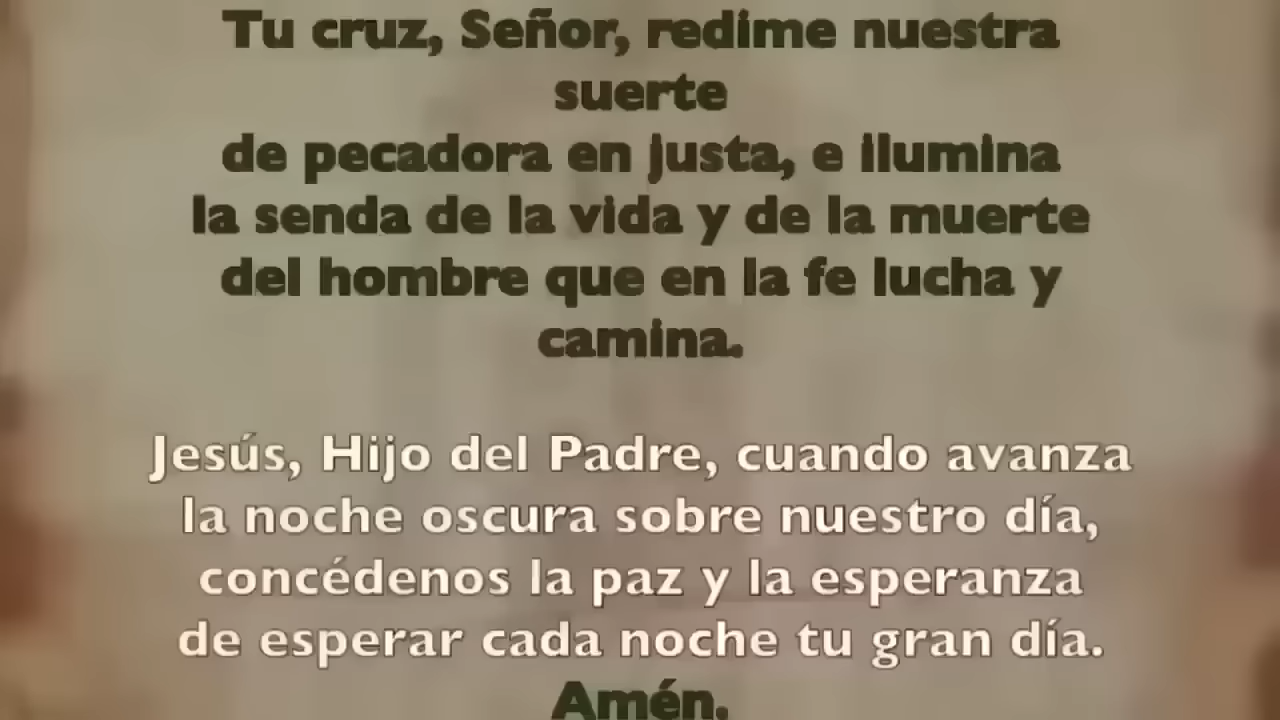 Tu cruz, Señor, redime nuestra
suerte
de pecadora en justa, e ilumina
la senda de la vida y de la muerte
del hombre que en la fe lucha y
camina.
Jesús, Hijo del Padre, cuando avanza
la noche oscura sobre nuestro día,
concédenos la paz y la esperanza
de esperar cada noche tu gran día.
Amén.